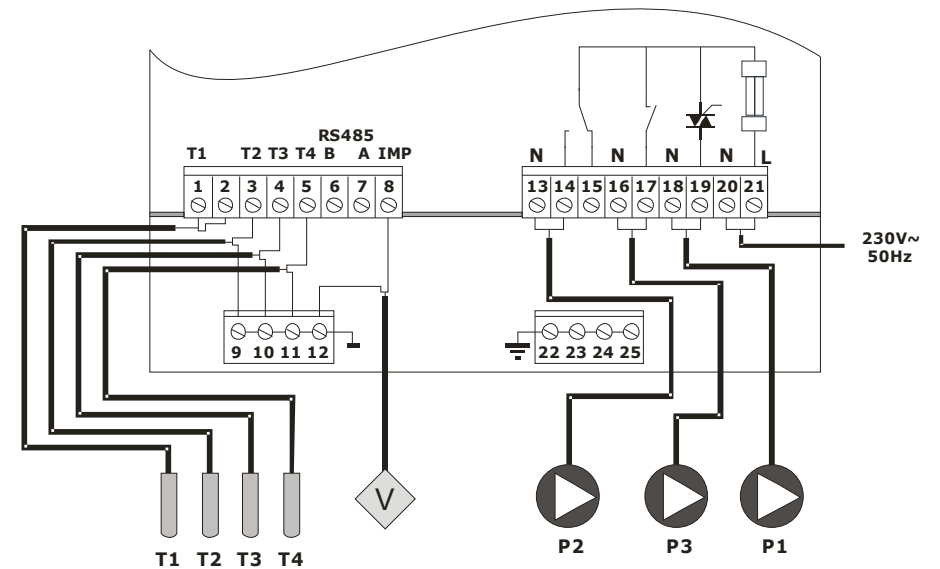 RS485
T1 T2 T3 T4 B A IMP
N N N N L
1 2 3 4 5 6 7 8
13 14 15 16 17 18 19 20 21
230V~
50Hz
9 10 11 12
22 23 24 25
V
P2 P3 P1
T1 T2 T3 T4